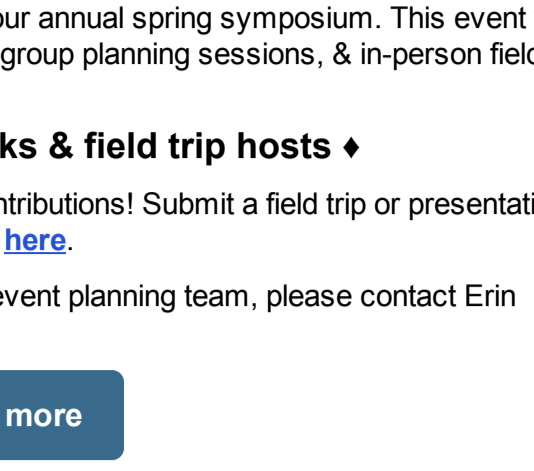 our annual spring symposium. This event
group planning sessions, & in-person field
ks & field trip hosts ♦
ntributions! Submit a field trip or presentati
here.
event planning team, please contact Erin
more